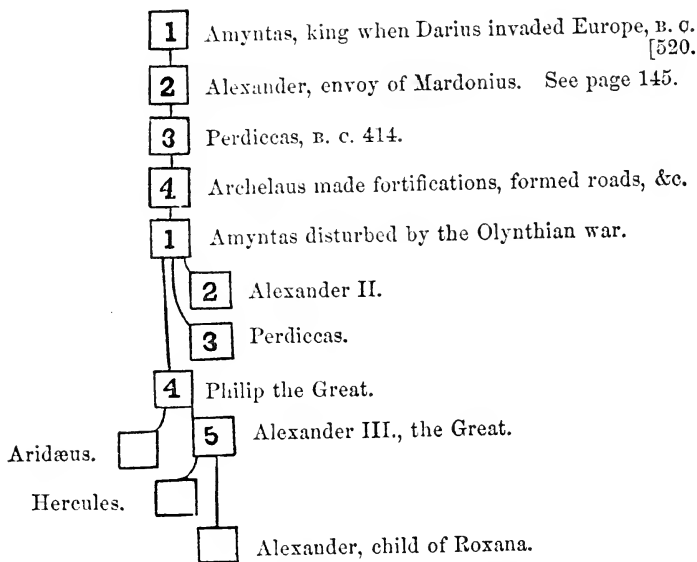 1 Amyntas, king when Darius invaded Europe, B. C.
[520.
2 Alexander, envoy of Mardonius. See page 145.
3 Perdiccas, B. C. 414.
4 Archelaus made fortifications, formed roads, &c.
1 Amyntas disturbed by the Olynthian war.
2 Alexander II.
3 Perdiccas.
4 Philip the Great.
5 Alexander III., the Great.
Aridæus.
Hercules.
Alexander, child of Roxana.